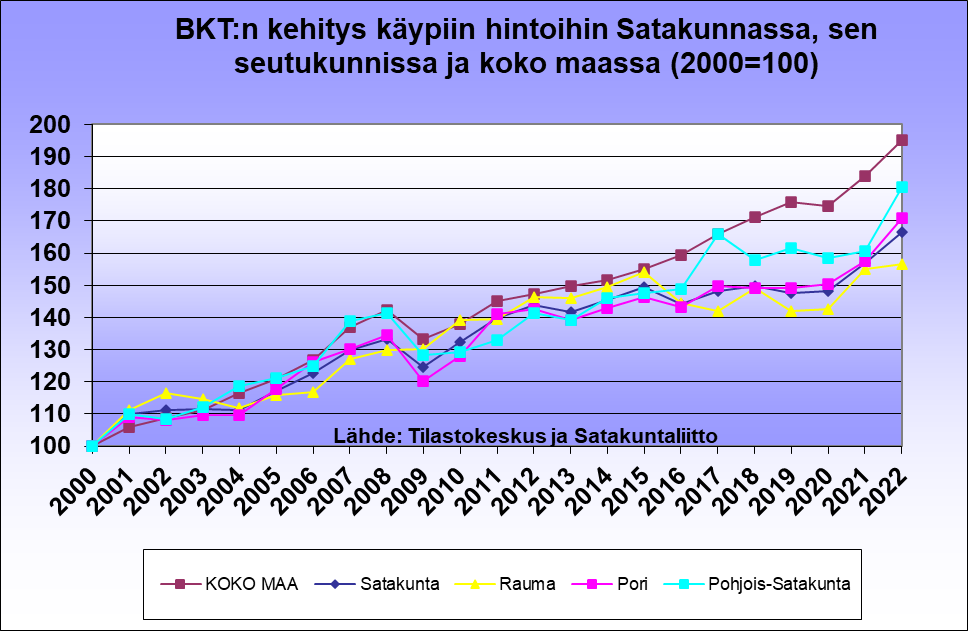 BKT:n kehitys käypiin hintoihin Satakunnassa, sen
seutukunnissa ja koko maassa (2000=100)
200
190
180
170
160
150
140
130
120
110
100
Lähde: Tilastokeskus ja Satakuntaliitto
2000 2001 2002 2003 2004 2005 2006 2007 2008 2009 2010 2011 2012 2013 2014 2015 2016 2017 2018 2019 2020 2021 2022
KOKO MAA Satakunta Rauma Pori Pohjois-Satakunta